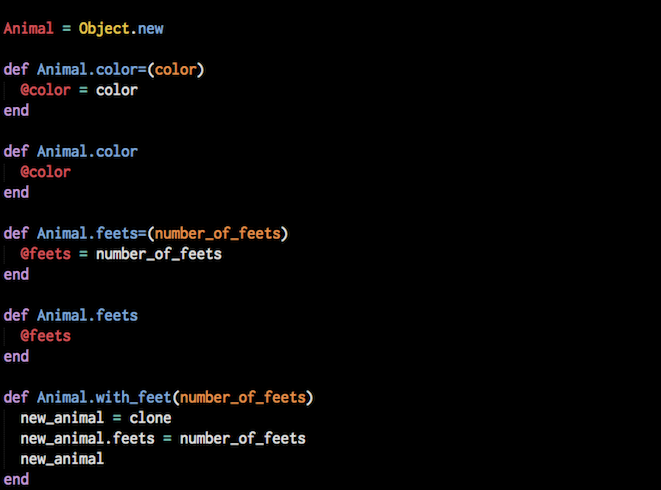 Animal = Object.new
def Animal.color=(color)
  @color = color
end
def Animal.color
  @color
end
def Animal.feets=(number_of_feets)
  @feets = number_of_feets
end
def Animal.feets
  @feets
end
def Animal.with_feet(number_of_feets)
  new_animal = clone
  new_animal.feets = number_of_feets
  new_animal
end